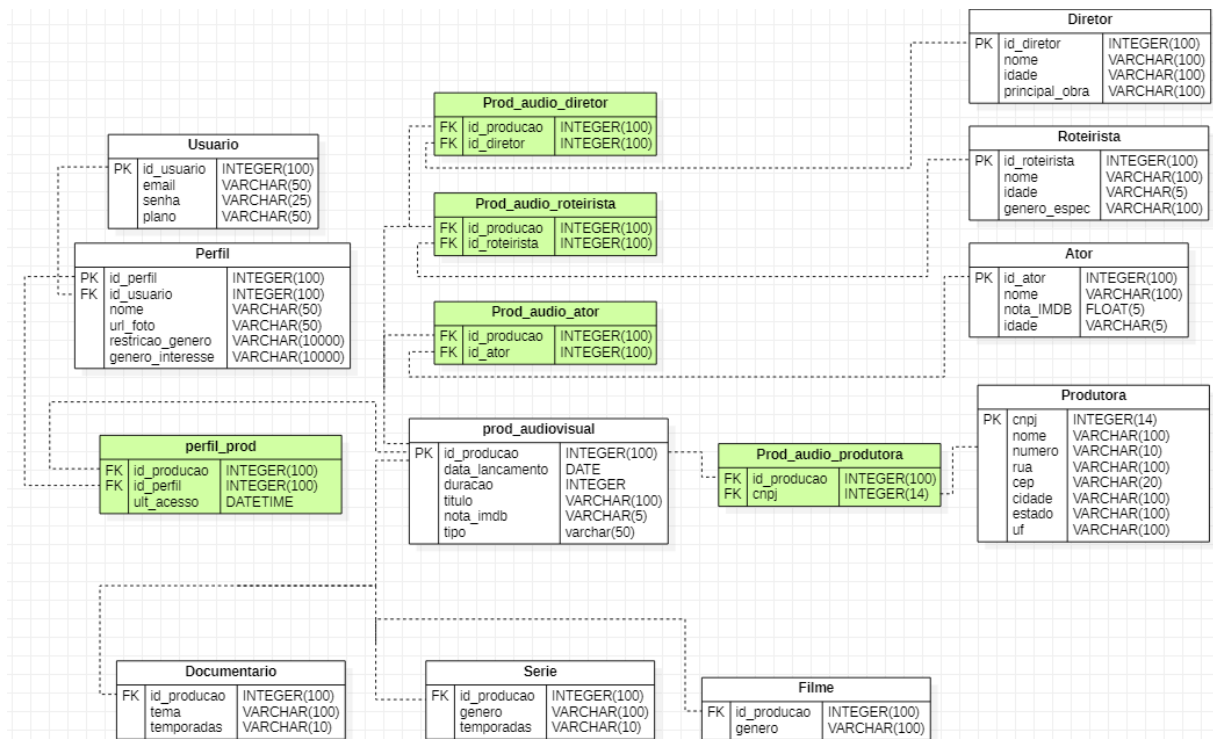 Diretor
PK id_diretor INTEGER(100)
nome VARCHAR(100)
idade VARCHAR(100)
principal_obra VARCHAR(100)
Prod_audio_diretor
FK id_producao INTEGER(100)
FK id_diretor INTEGER(100)
Usuario
PK id_usuario INTEGER(100)
email VARCHAR(50)
senha VARCHAR(25)
plano VARCHAR(50)
Roteirista
PK id_roteirista INTEGER(100)
nome VARCHAR(100)
idade VARCHAR(5)
genero_espec VARCHAR(100)
Prod_audio_roteirista
FK id_producao INTEGER(100)
FK id_roteirista INTEGER(100)
Perfil
PK id_perfil INTEGER(100)
FK id_usuario INTEGER(100)
nome VARCHAR(50)
url_foto VARCHAR(50)
restricao_genero VARCHAR(10000)
genero_interesse VARCHAR(10000)
Ator
PK id_ator INTEGER(100)
nome VARCHAR(100)
nota_IMDB FLOAT(5)
idade VARCHAR(5)
Prod_audio_ator
FK id_producao INTEGER(100)
FK id_ator INTEGER(100)
Produtora
PK cnpj INTEGER(14)
nome VARCHAR(100)
numero VARCHAR(10)
rua VARCHAR(100)
cep VARCHAR(20)
cidade VARCHAR(100)
estado VARCHAR(100)
uf VARCHAR(100)
perfil_prod
FK id_producao INTEGER(100)
FK id_perfil INTEGER(100)
ult_acesso DATETIME
prod_audiovisual
PK id_producao INTEGER(100)
data_lancamento DATE
duracao INTEGER
titulo VARCHAR(100)
nota_imdb VARCHAR(5)
tipo varchar(50)
Prod_audio_produtora
FK id_producao INTEGER(100)
FK cnpj INTEGER(14)
Documentario
FK id_producao INTEGER(100)
tema VARCHAR(100)
temporadas VARCHAR(10)
Serie
FK id_producao INTEGER(100)
genero VARCHAR(100)
temporadas VARCHAR(10)
Filme
FK id_producao INTEGER(100)
genero VARCHAR(100)